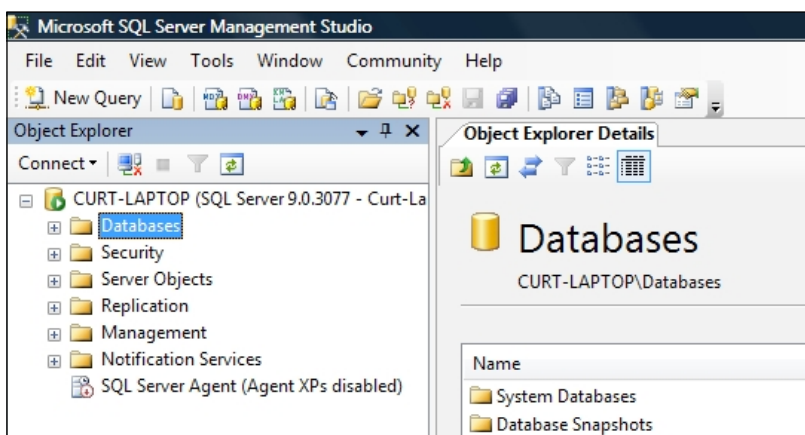 Microsoft SQL Server Management Studio
File Edit View Tools Window Community Help
New Query
Object Explorer
Connect
CURT-LAPTOP (SQL Server 9.0.3077 - Curt-La
Databases
Security
Server Objects
Replication
Management
Notification Services
SQL Server Agent (Agent XPs disabled)
Object Explorer Details
Databases
CURT-LAPTOP\Databases
Name
System Databases
Database Snapshots